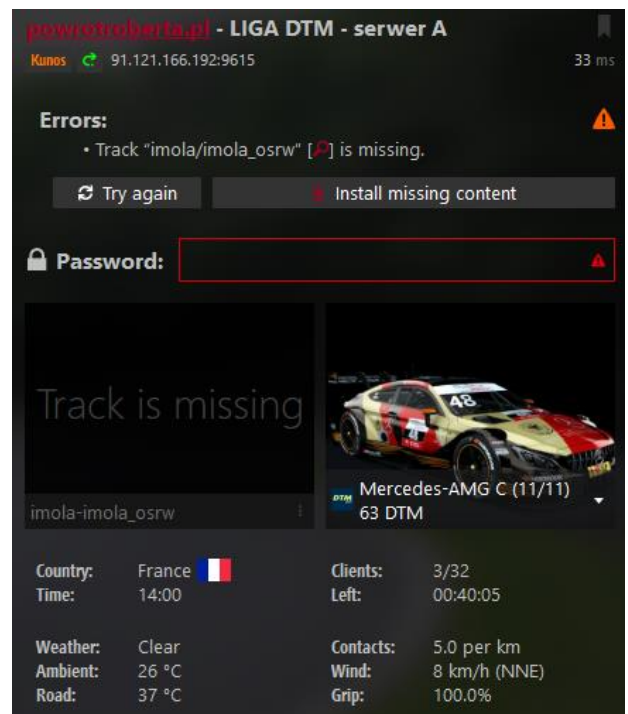 powrotroberta.pl - LIGA DTM - serwer A
Kunos 91.121.166.192:9615 33 ms
Errors:
• Track “imola/imola_osrw” [🔎] is missing.
Try again Install missing content
Password:
Track is missing
imola-imola_osrw
48
DTM Mercedes-AMG C (11/11)
63 DTM
Country: France Clients: 3/32
Time: 14:00 Left: 00:40:05
Weather: Clear Contacts: 5.0 per km
Ambient: 26 °C Wind: 8 km/h (NNE)
Road: 37 °C Grip: 100.0%